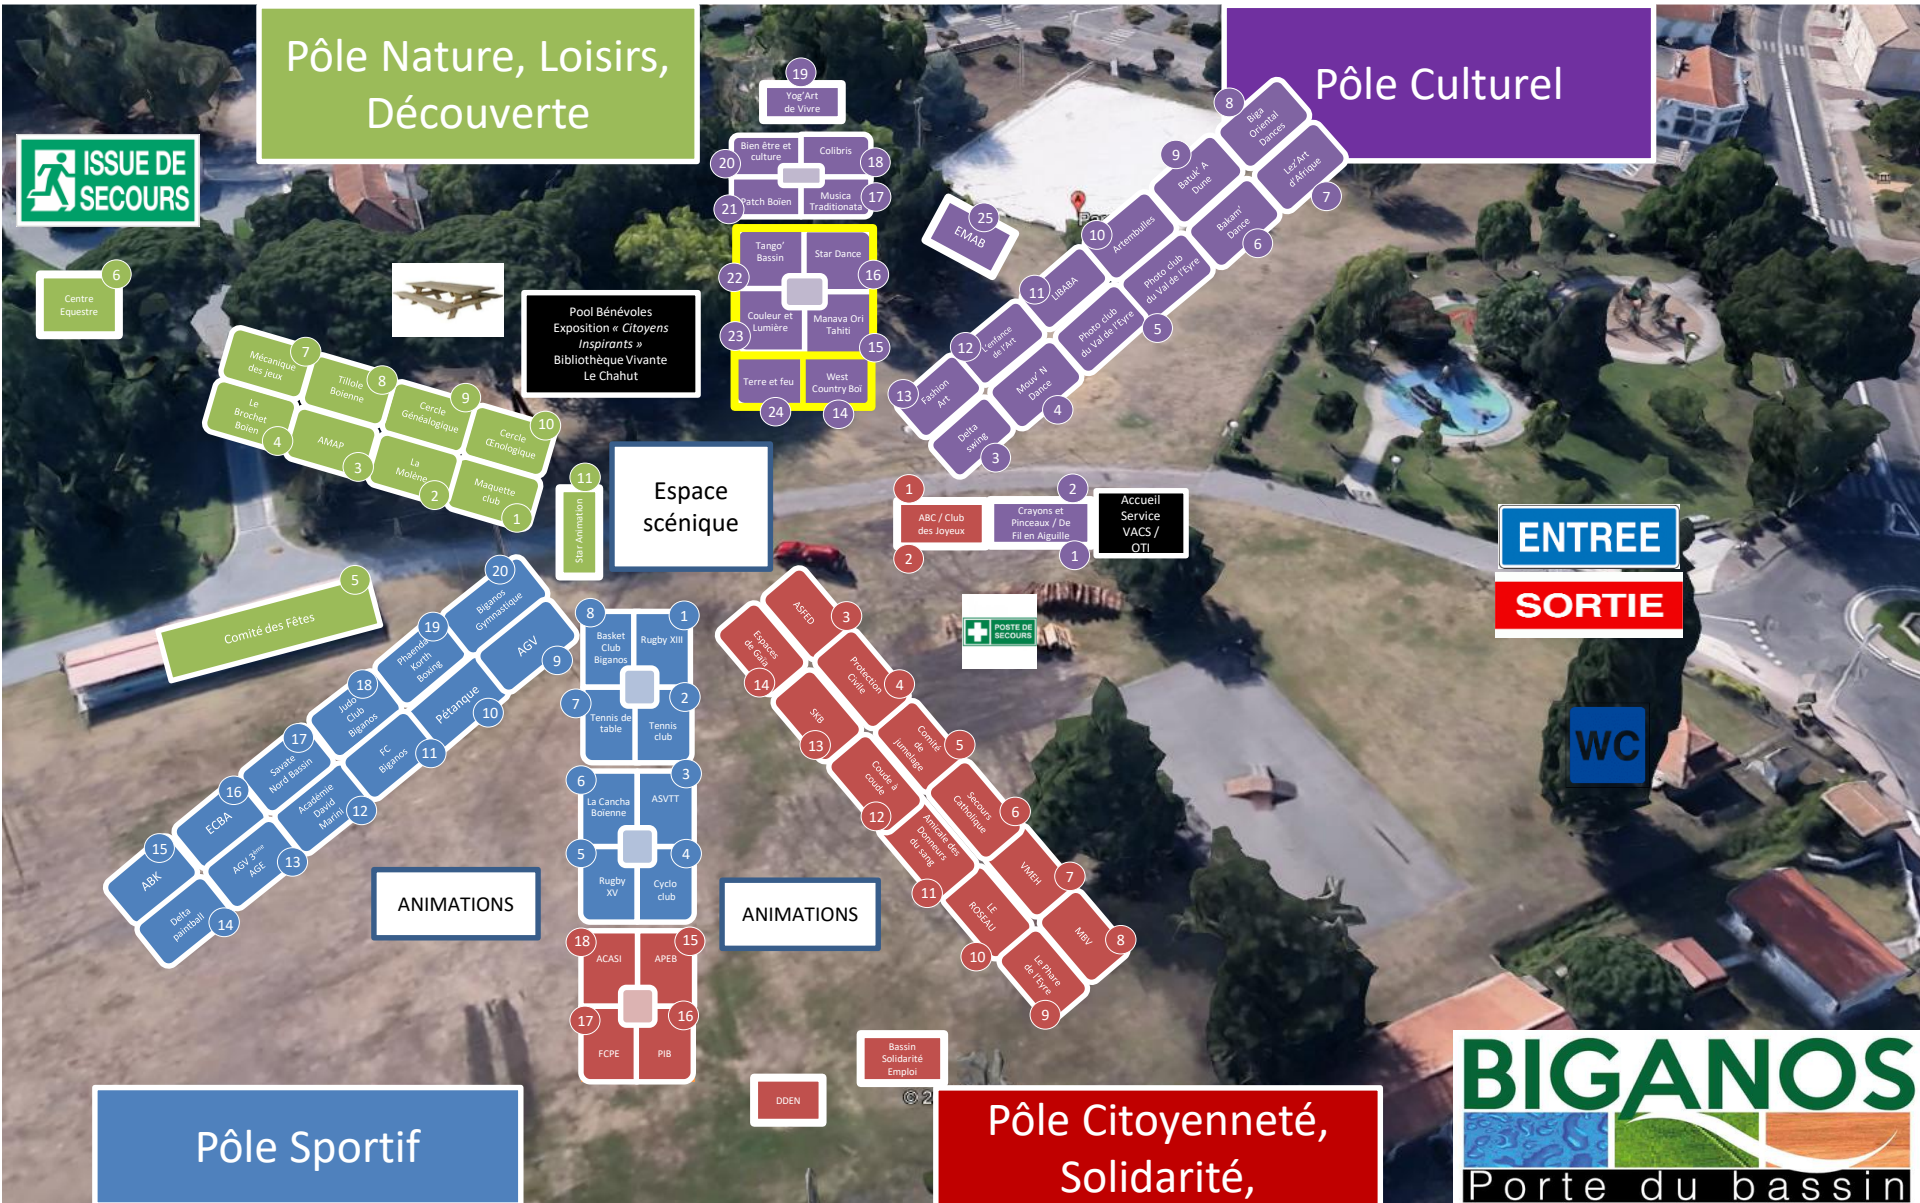 Pôle Nature, Loisirs,
Découverte
Pôle Culturel
ISSUE DE
SECOURS
19
Yog'Art
de Vivre
20
Bien être et
culture
Colibris
18
21
Patch Boïen
Musica
Traditionata
17
22
Tango'
Bassin
Star Dance
16
23
Couleur et
Lumière
Manava Ori
Tahiti
15
Terre et feu
24
West
Country Boï
14
25
EMAB
8
Biga
Oriental
Dances
Lez'Art
d'Afrique
7
9
Batuk' A
Dune
Bakam'
Dance
6
10
Artembulles
Photo club
du Val de l'Eyre
5
11
LIBABA
Photo club
du Val de l'Eyre
12
L'enfance
de l'Art
Mouv' N
Dance
4
13
Fashion
Art
Delta
swing
3
A
6
Centre
Equestre
Pool Bénévoles
Exposition « Citoyens
Inspirants »
Bibliothèque Vivante
Le Chahut
7
Mécanique
des jeux
8
Tillole
Boïenne
9
Cercle
Généalogique
10
Cercle
Œnologique
Le
Brochet
Boïen
4
AMAP
3
La
Molène
2
Maquette
club
1
11
Star Animation
Espace
scénique
1
ABC / Club
des Joyeux
2
2
Crayons et
Pinceaux / De
Fil en Aiguille
1
Accueil
Service
VACS /
OTI
ENTREE
SORTIE
5
Comité des Fêtes
20
Biganos
Gymnastique
AGV
9
19
Phaenda
Korth
Boxing
Pétanque
10
18
Judo
Club
Biganos
FC
Biganos
11
17
Savate
Nord Bassin
Académie
David
Marini
12
16
ECBA
AGV 3ème
AGE
13
15
ABK
Delta
paintball
14
8
Basket
Club
Biganos
1
Rugby XIII
7
Tennis de
table
2
Tennis
club
6
La Cancha
Boïenne
3
ASVTT
5
Rugby
XV
4
Cyclo
club
18
ACASI
15
APEB
17
FCPE
16
PIB
ANIMATIONS
ANIMATIONS
POSTE DE
SECOURS
ASFED
3
Espaces
de Gaia
14
Protection
Civile
4
SKB
13
Comité
de
jumelage
5
Coude à
coude
12
Secours
Catholique
6
Amicale des
Donneurs
du sang
11
VMEH
7
LE
ROSEAU
10
MBV
8
Le Phare
de l'Eyre
9
WC
Bassin
Solidarité
Emploi
DDEN
© 2
Pôle Sportif
Pôle Citoyenneté,
Solidarité,
BIGANOS
Porte du bassin